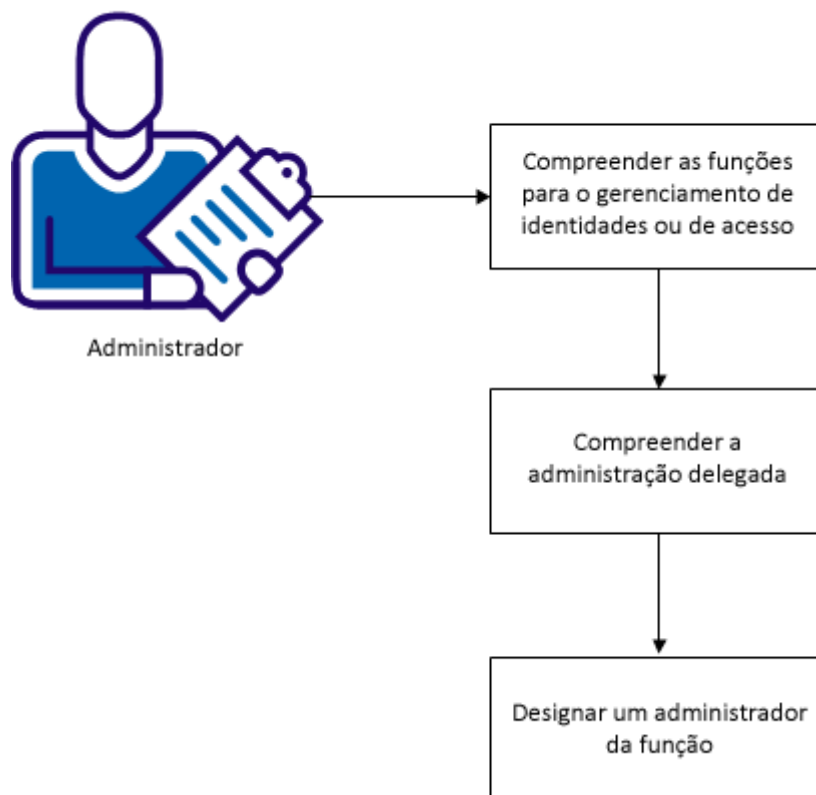 Administrador
Compreender as funções
para o gerenciamento de
identidades ou de acesso
Compreender a
administração delegada
Designar um administrador
da função